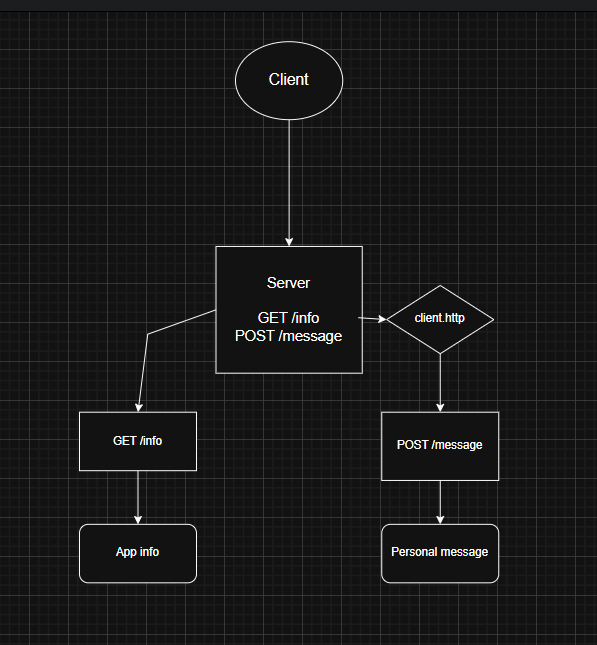 Client
Server
GET /info
POST /message
client.http
GET /info
POST /message
App info
Personal message